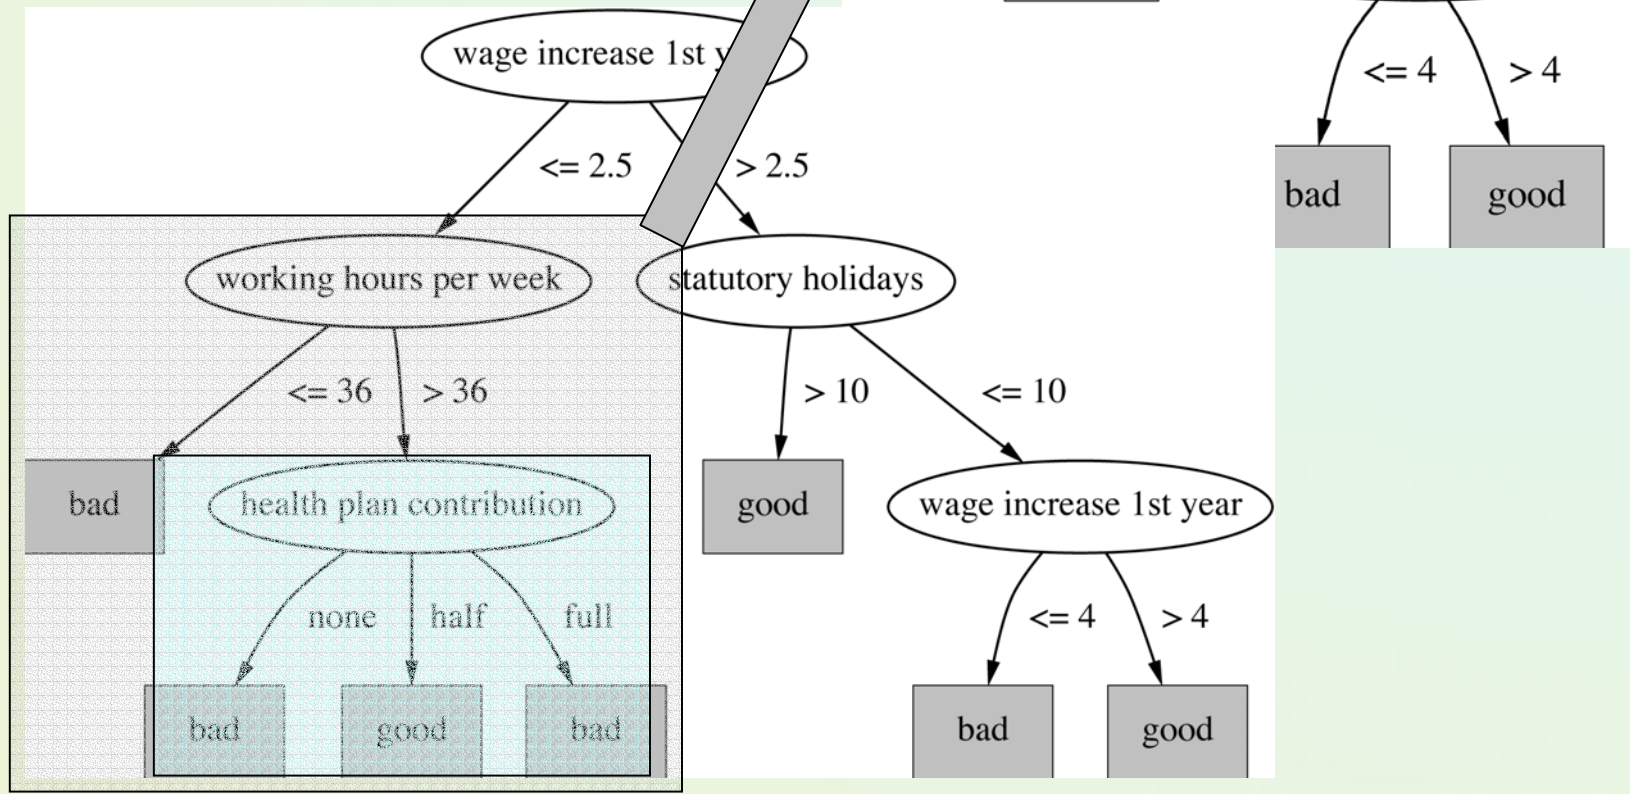 wage increase 1st y
<= 4
> 4
<= 2.5
> 2.5
bad
good
working hours per week
statutory holidays
<= 36
> 36
> 10
<= 10
bad
health plan contribution
good
wage increase 1st year
none
half
full
<= 4
> 4
bad
good
bad
bad
good